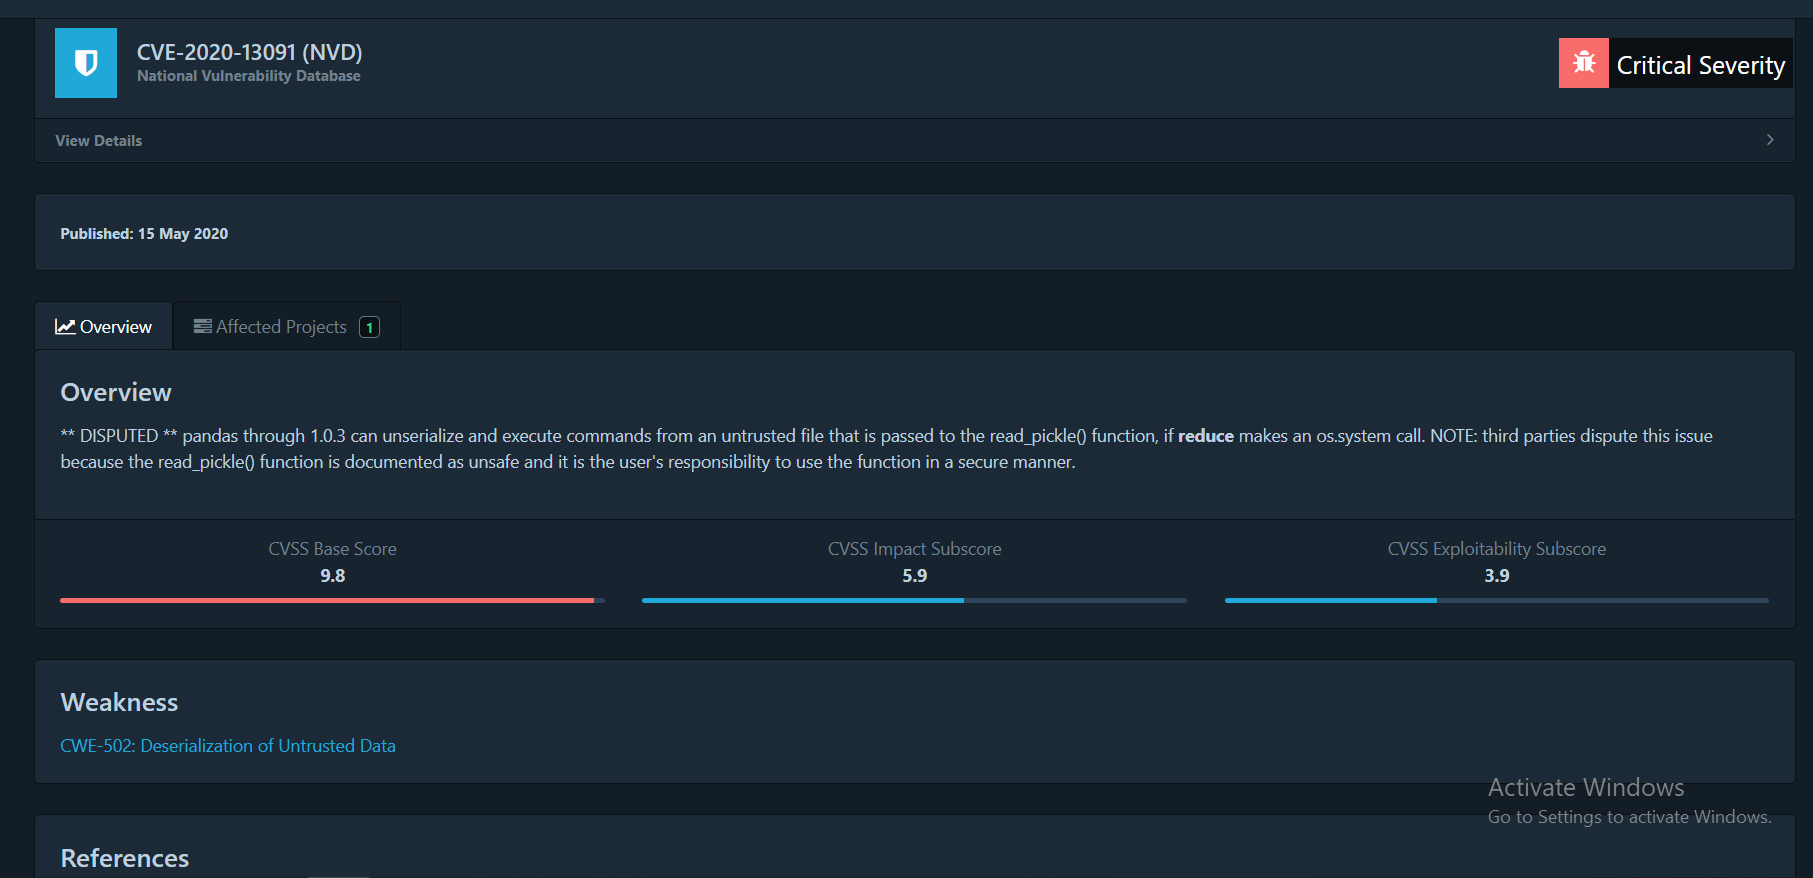 CVE-2020-13091 (NVD)
National Vulnerability Database
Critical Severity
View Details
Published: 15 May 2020
Overview
Affected Projects 1
Overview
** DISPUTED ** pandas through 1.0.3 can unserialize and execute commands from an untrusted file that is passed to the read_pickle() function, if reduce makes an os.system call. NOTE: third parties dispute this issue
because the read_pickle() function is documented as unsafe and it is the user's responsibility to use the function in a secure manner.
CVSS Base Score
9.8
CVSS Impact Subscore
5.9
CVSS Exploitability Subscore
3.9
Weakness
CWE-502: Deserialization of Untrusted Data
Activate Windows
Go to Settings to activate Windows.
References